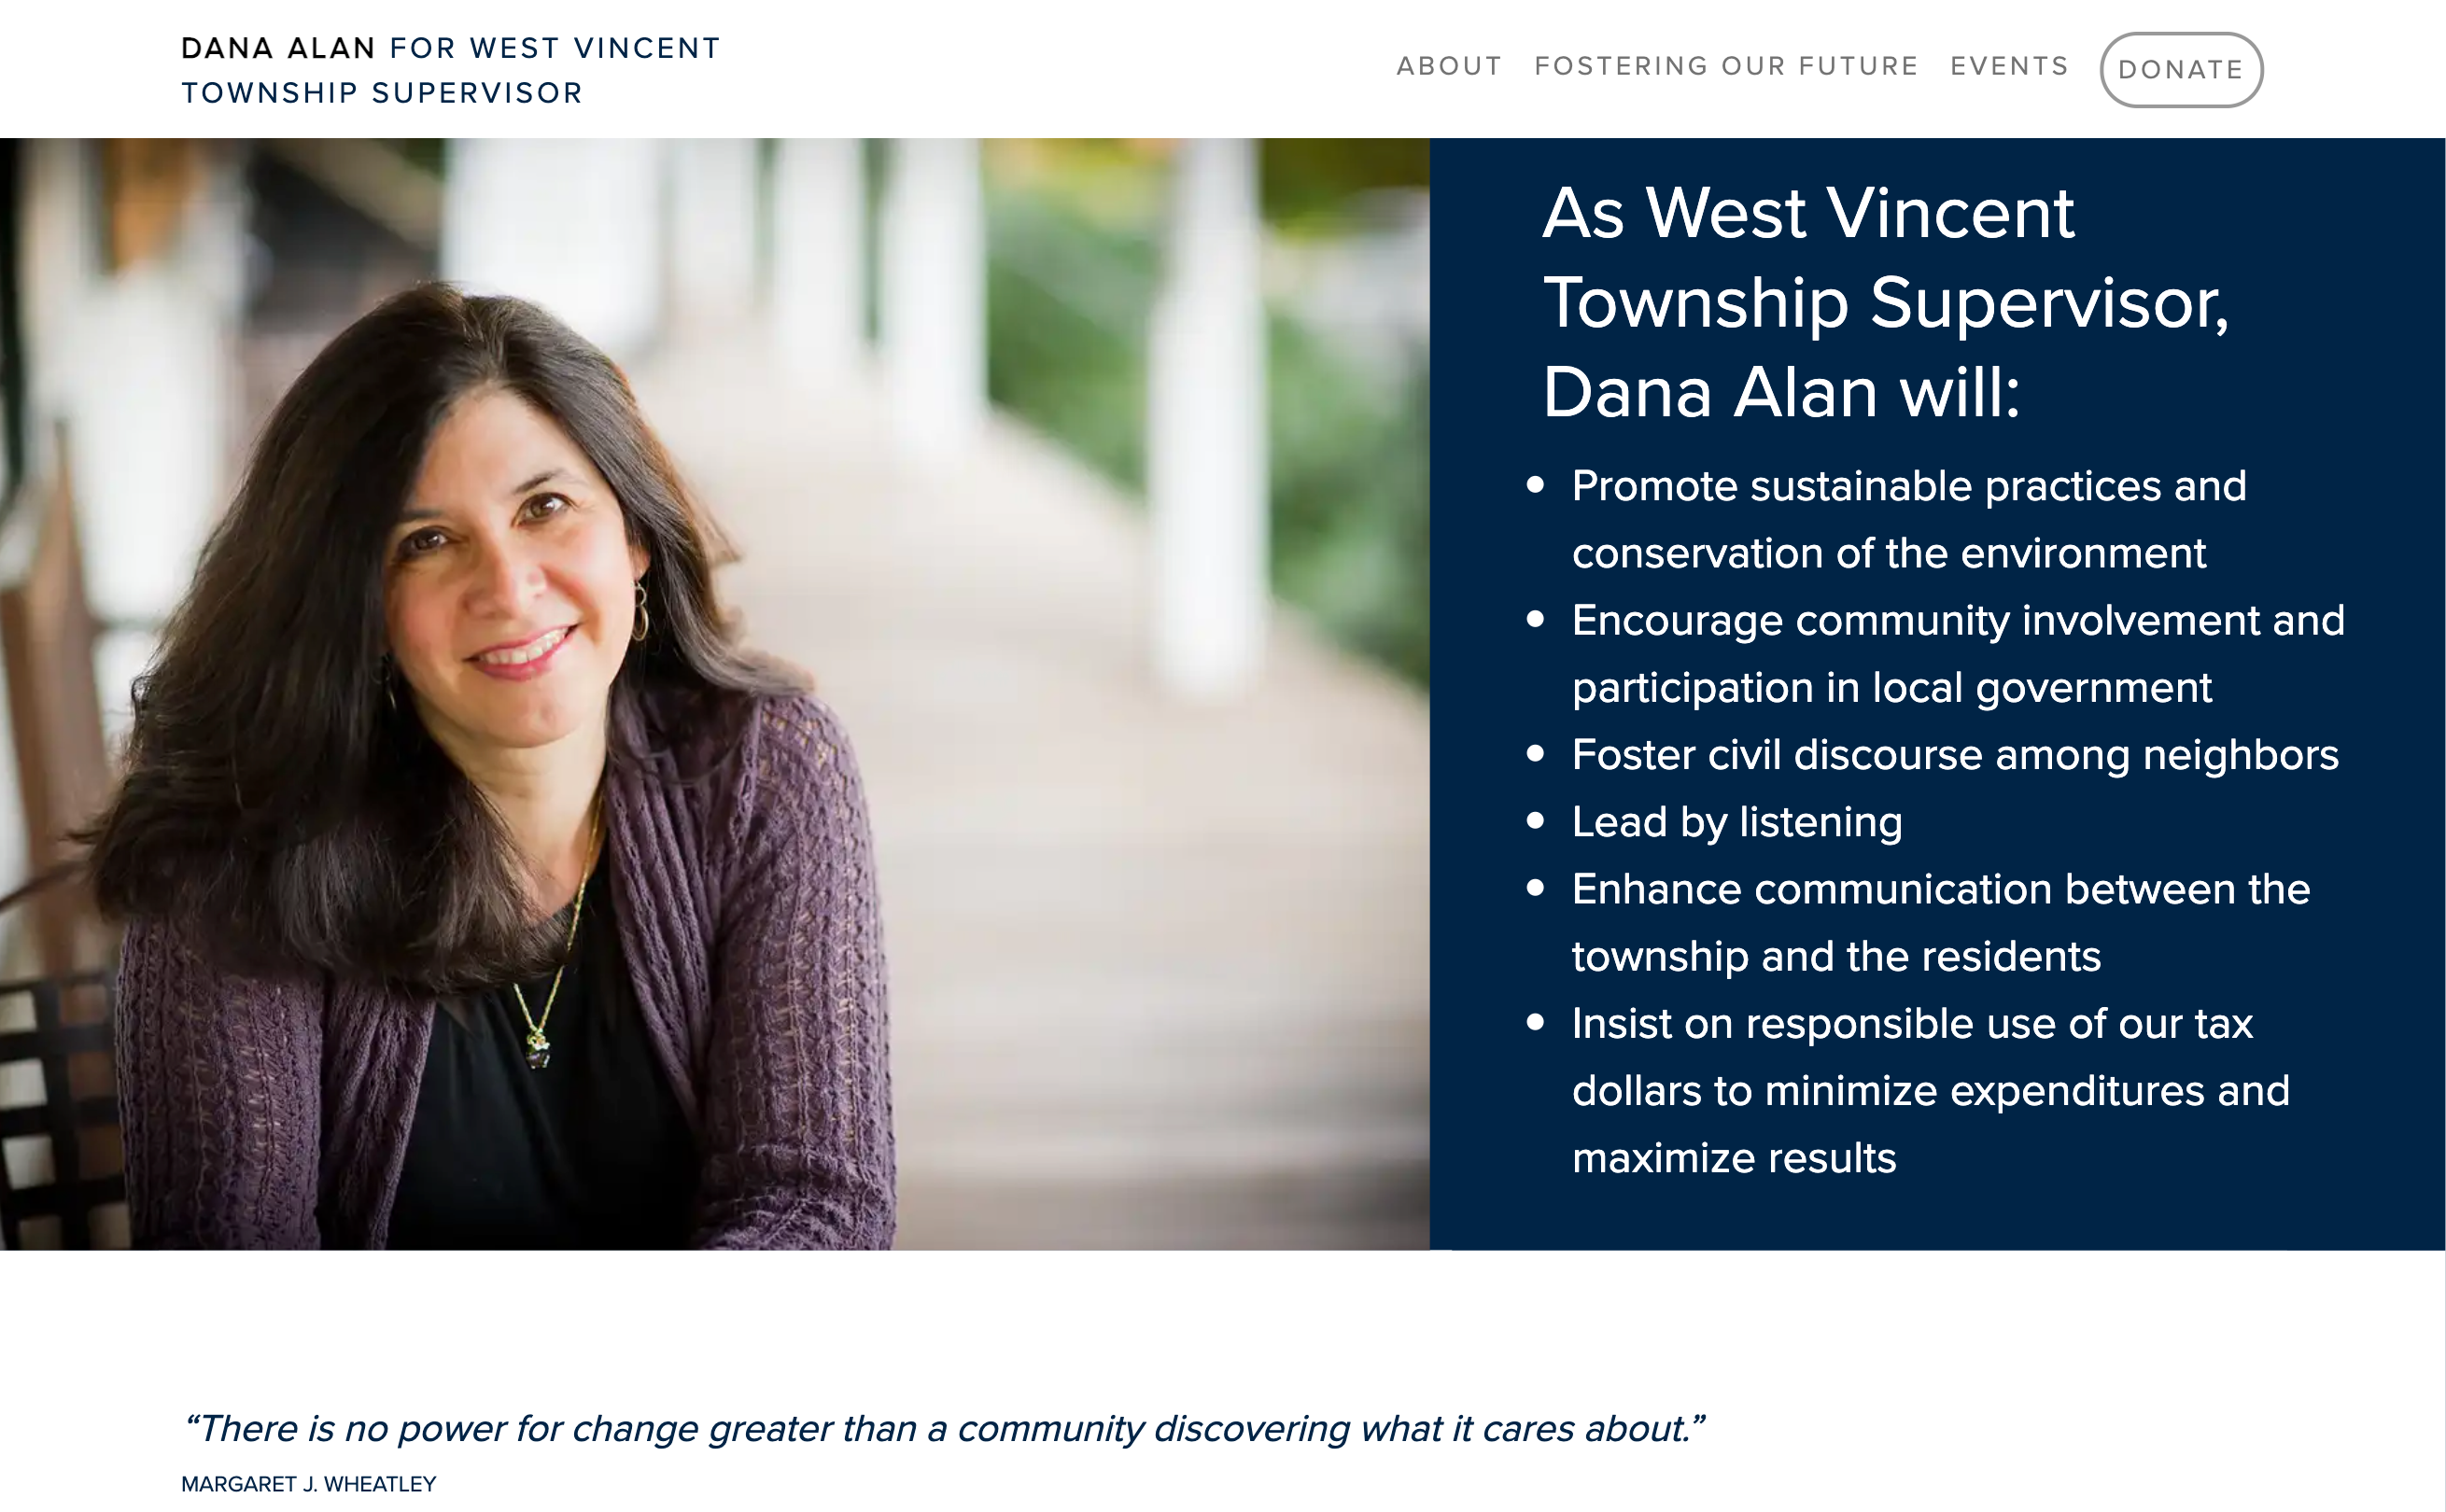 DANA ALAN FOR WEST VINCENT
TOWNSHIP SUPERVISOR
ABOUT FOSTERING OUR FUTURE EVENTS DONATE
As West Vincent
Township Supervisor,
Dana Alan will:
• Promote sustainable practices and
conservation of the environment
• Encourage community involvement and
participation in local government
• Foster civil discourse among neighbors
• Lead by listening
• Enhance communication between the
township and the residents
• Insist on responsible use of our tax
dollars to minimize expenditures and
maximize results
“There is no power for change greater than a community discovering what it cares about.”
MARGARET J. WHEATLEY